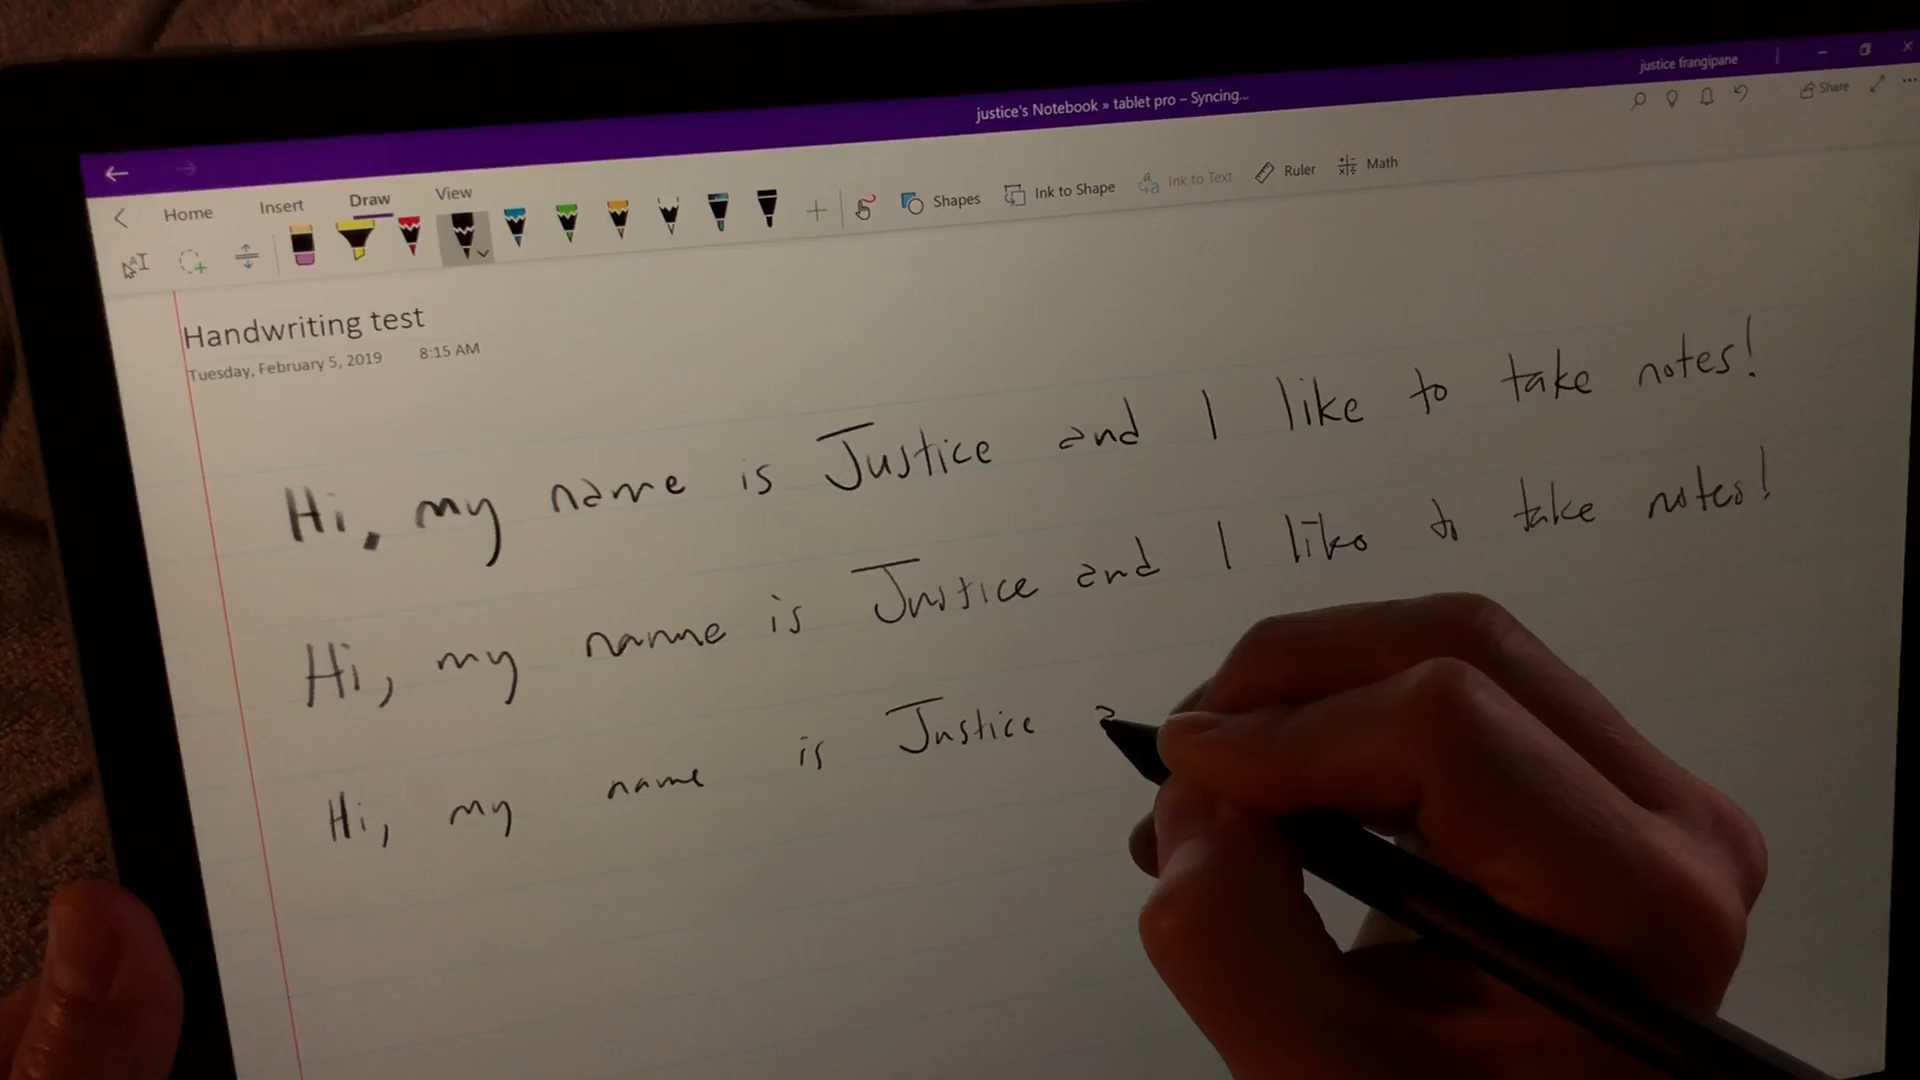 justice frangipane
justice's Notebook » tablet pro – Syncing...
Share
Home Insert Draw View
Shapes Ink to Shape Ink to Text Ruler Math
Handwriting test
Tuesday, February 5, 2019 8:15 AM
Hi, my name is Justice and I like to take notes!
Hi, my name is Justice and I like to take notes!
Hi, my name is Justice a